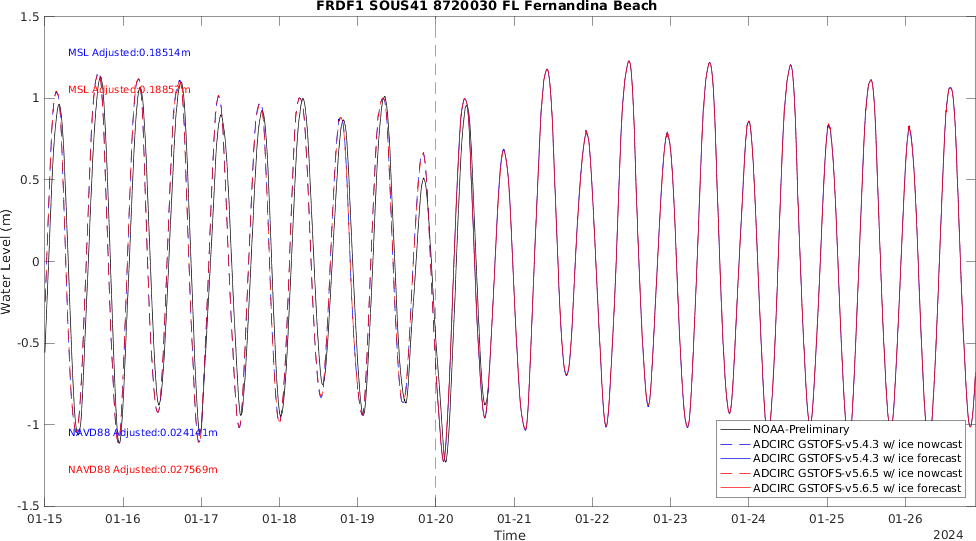 FRDF1 SOUS41 8720030 FL Fernandina Beach
1.5
1
0.5
0
-0.5
-1
-1.5
Water Level (m)
MSL Adjusted:0.18514m
MSL Adjusted:0.18857m
NAVD88 Adjusted:0.024141m
NAVD88 Adjusted:0.027569m
NOAA-Preliminary
ADCIRC GSTOFS-v5.4.3 w/ ice nowcast
ADCIRC GSTOFS-v5.4.3 w/ ice forecast
ADCIRC GSTOFS-v5.6.5 w/ ice nowcast
ADCIRC GSTOFS-v5.6.5 w/ ice forecast
01-15 01-16 01-17 01-18 01-19 01-20 01-21 01-22 01-23 01-24 01-25 01-26
Time
2024